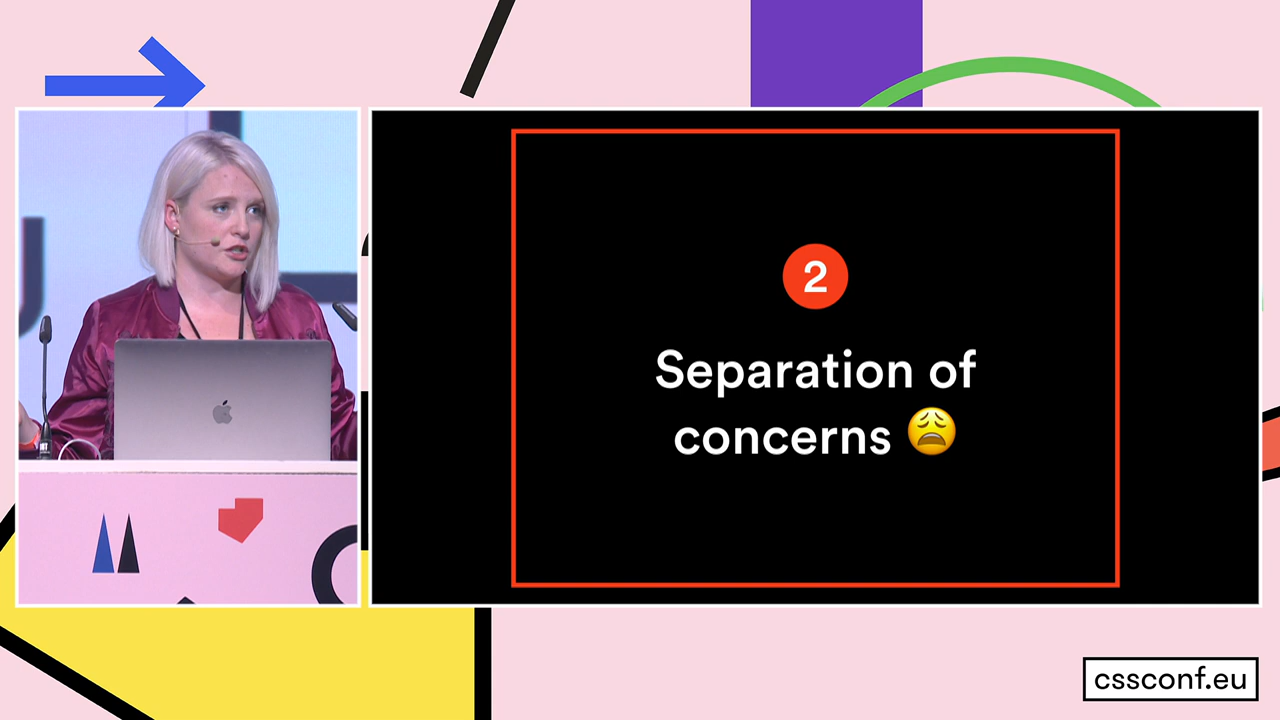 2
Separation of
concerns 😩
cssconf.eu